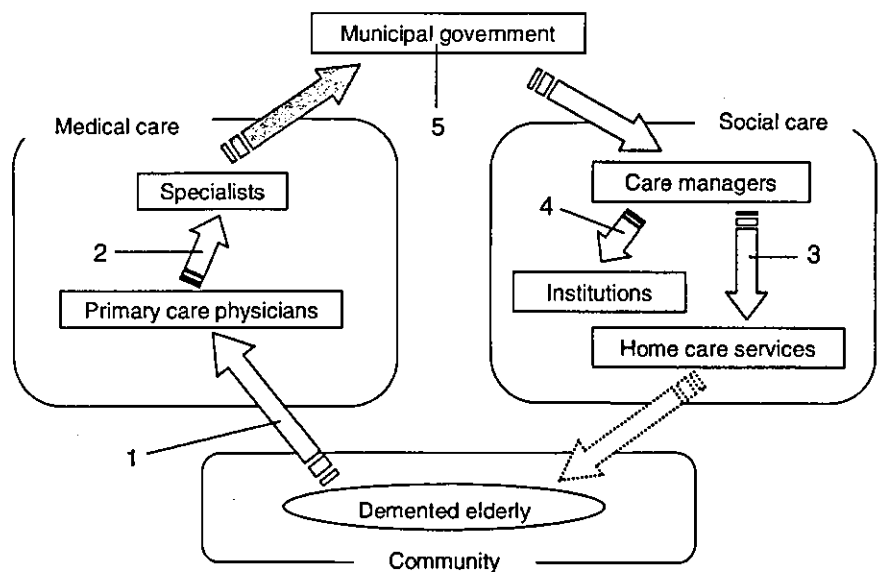 Municipal government
5
Medical care
Social care
Specialists
Care managers
2
4
3
Primary care physicians
Institutions
Home care services
1
Demented elderly
Community